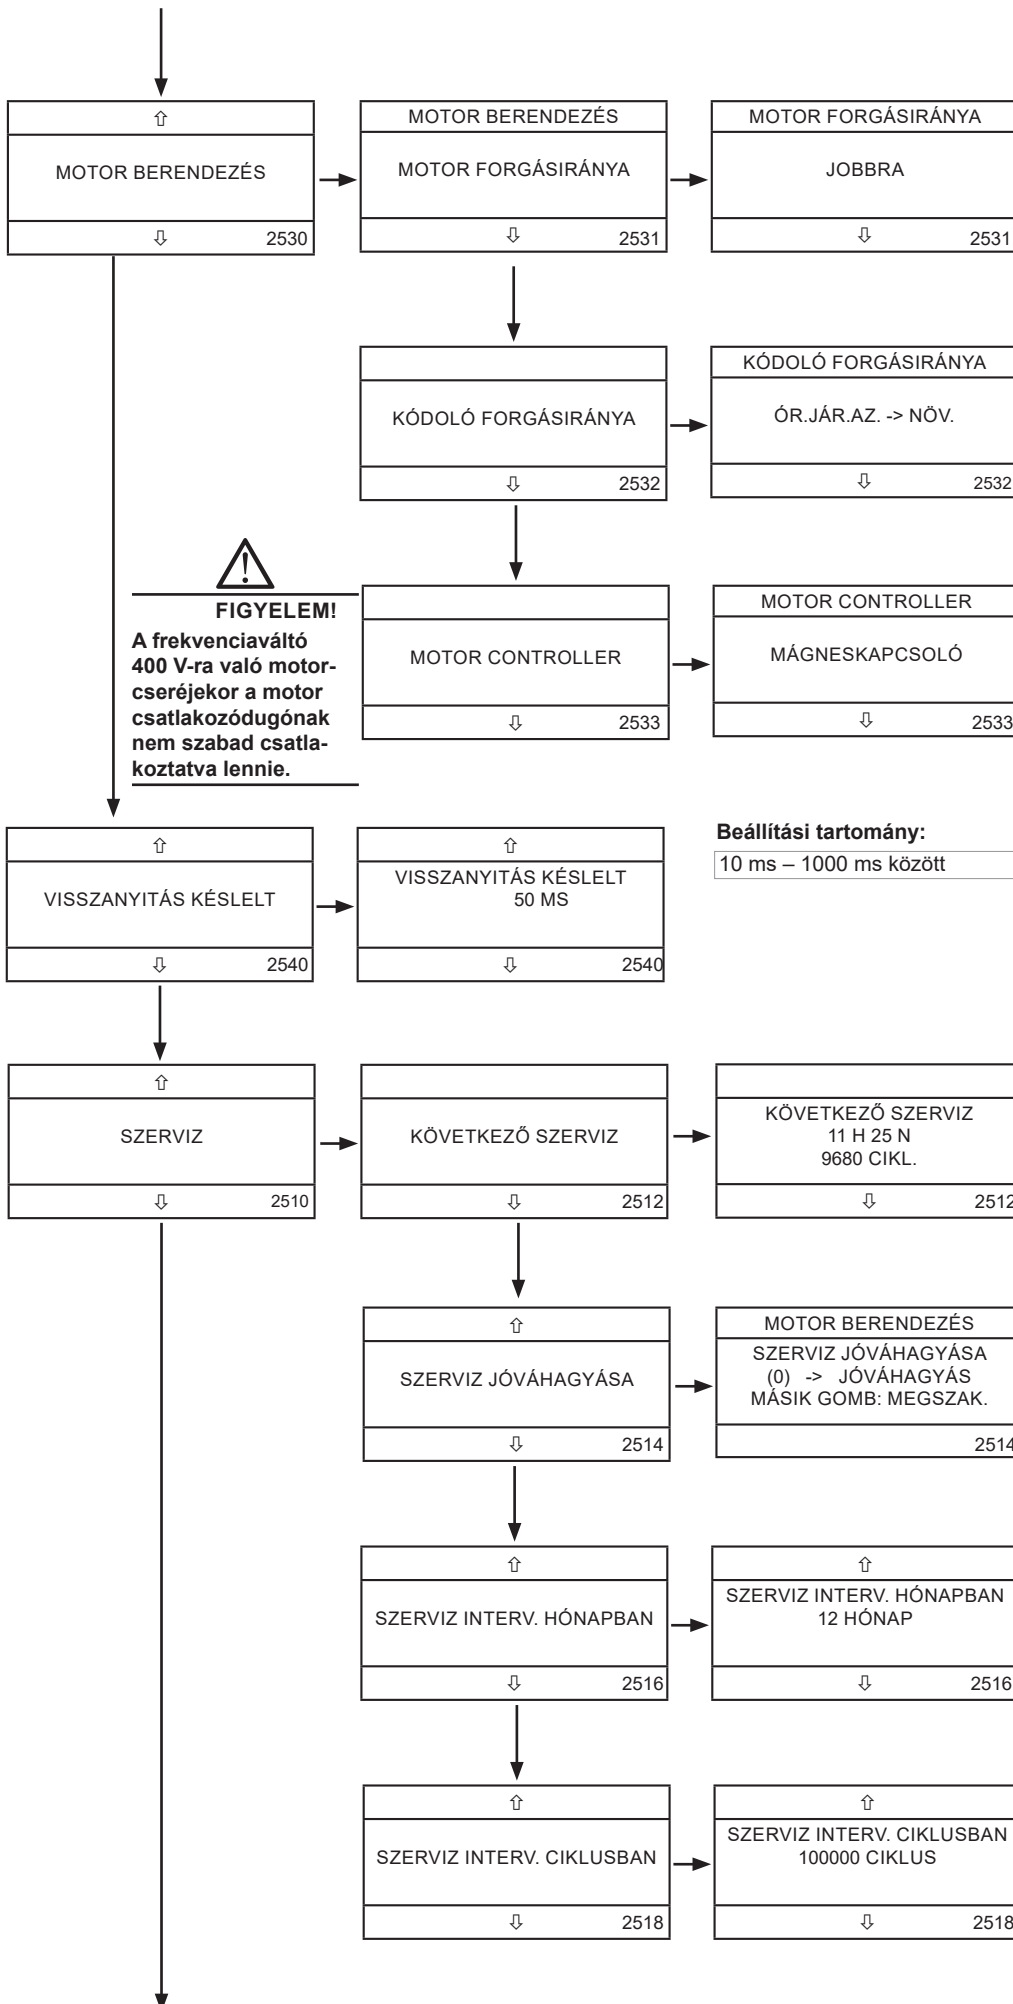 ⇧
MOTOR BERENDEZÉS
⇩ 2530
MOTOR BERENDEZÉS
MOTOR FORGÁSIRÁNYA
⇩ 2531
MOTOR FORGÁSIRÁNYA
JOBBRA
⇩ 2531
KÓDOLÓ FORGÁSIRÁNYA
⇩ 2532
KÓDOLÓ FORGÁSIRÁNYA
ÓR.JÁR.AZ. -> NÖV.
⇩ 2532
FIGYELEM!
A frekvenciaváltó
400 V-ra való motor-
cseréjekor a motor
csatlakozódugónak
nem szabad csatla-
koztatva lennie.
MOTOR CONTROLLER
⇩ 2533
MOTOR CONTROLLER
MÁGNESKAPCSOLÓ
⇩ 2533
⇧
VISSZANYITÁS KÉSLELT
⇩ 2540
⇧
VISSZANYITÁS KÉSLELT
50 MS
⇩ 2540
Beállítási tartomány:
10 ms – 1000 ms között
⇧
SZERVIZ
⇩ 2510
KÖVETKEZŐ SZERVIZ
⇩ 2512
KÖVETKEZŐ SZERVIZ
11 H 25 N
9680 CIKL.
⇩ 2512
⇧
SZERVIZ JÓVÁHAGYÁSA
⇩ 2514
MOTOR BERENDEZÉS
SZERVIZ JÓVÁHAGYÁSA
(0) -> JÓVÁHAGYÁS
MÁSIK GOMB: MEGSZAK.
2514
⇧
SZERVIZ INTERV. HÓNAPBAN
⇩ 2516
⇧
SZERVIZ INTERV. HÓNAPBAN
12 HÓNAP
⇩ 2516
⇧
SZERVIZ INTERV. CIKLUSBAN
⇩ 2518
⇧
SZERVIZ INTERV. CIKLUSBAN
100000 CIKLUS
⇩ 2518